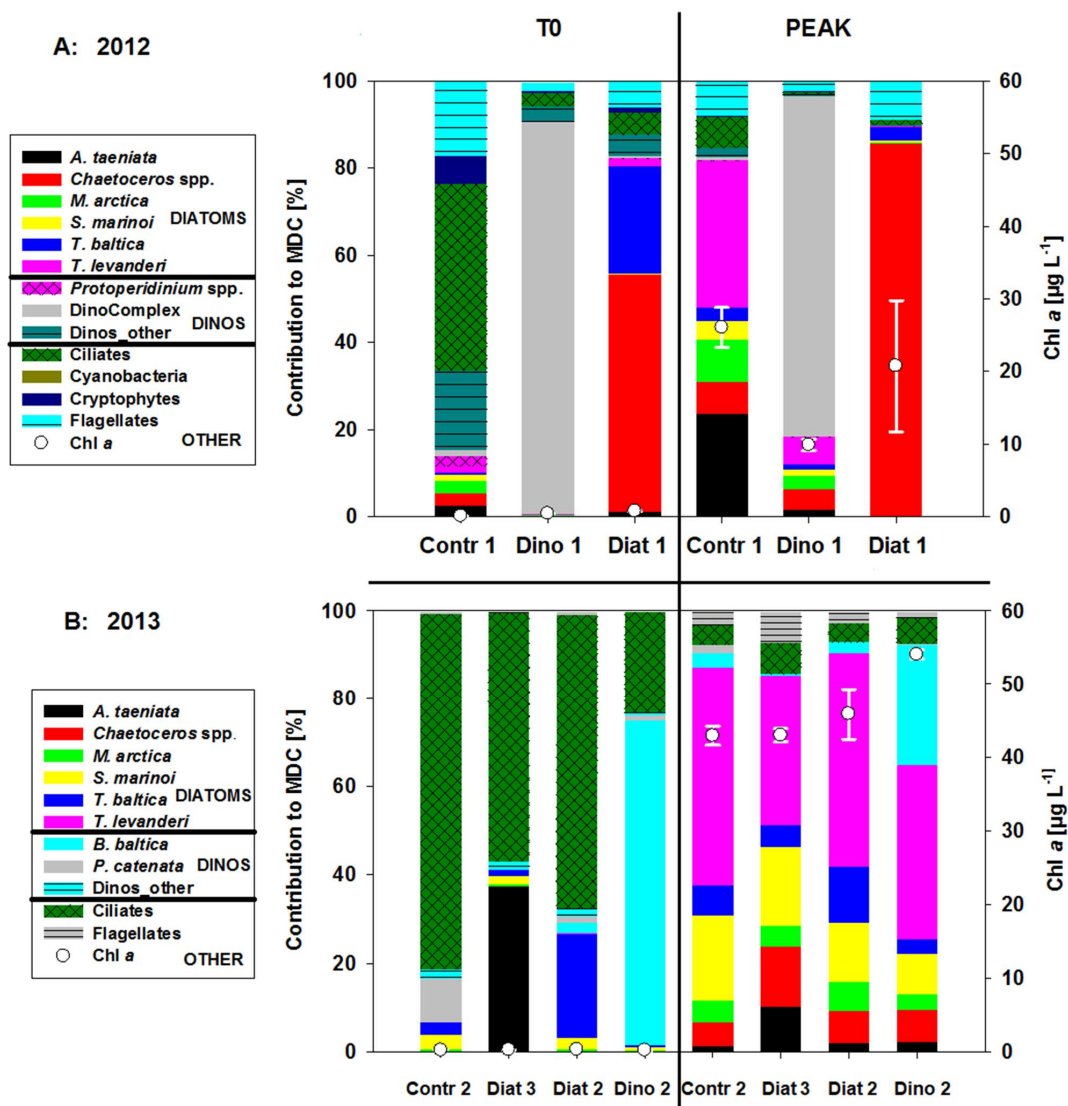 T0 PEAK
A: 2012
A. taeniata
Chaetoceros spp.
M. arctica
S. marinoi
DIATOMS
T. baltica
T. levanderi
Protoperidinium spp.
DinoComplex
Dinos_other DINOS
Ciliates
Cyanobacteria
Cryptophytes
Flagellates
Chl a OTHER
Contribution to MDC [%]
100
80
60
40
20
0
Contr 1 Dino 1 Diat 1 Contr 1 Dino 1 Diat 1
60
50
40
30
20
10
0
Chl a [µg L-1]
B: 2013
A. taeniata
Chaetoceros spp.
M. arctica
S. marinoi
T. baltica DIATOMS
T. levanderi
B. baltica
P. catenata DINOS
Dinos_other
Ciliates
Flagellates
Chl a OTHER
Contribution to MDC [%]
100
80
60
40
20
0
Contr 2 Diat 3 Diat 2 Dino 2 Contr 2 Diat 3 Diat 2 Dino 2
60
50
40
30
20
10
0
Chl a [µg L-1]